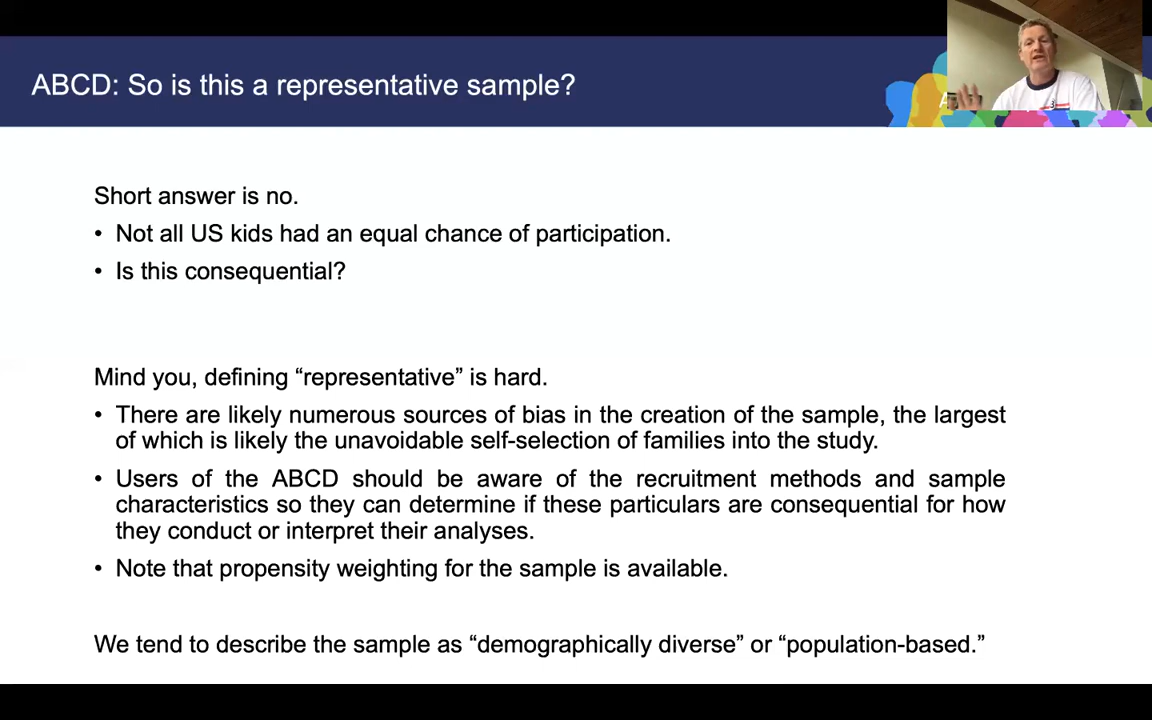 ABCD: So is this a representative sample?
Short answer is no.
• Not all US kids had an equal chance of participation.
• Is this consequential?
Mind you, defining “representative” is hard.
• There are likely numerous sources of bias in the creation of the sample, the largest
of which is likely the unavoidable self-selection of families into the study.
• Users of the ABCD should be aware of the recruitment methods and sample
characteristics so they can determine if these particulars are consequential for how
they conduct or interpret their analyses.
• Note that propensity weighting for the sample is available.
We tend to describe the sample as “demographically diverse” or “population-based.”